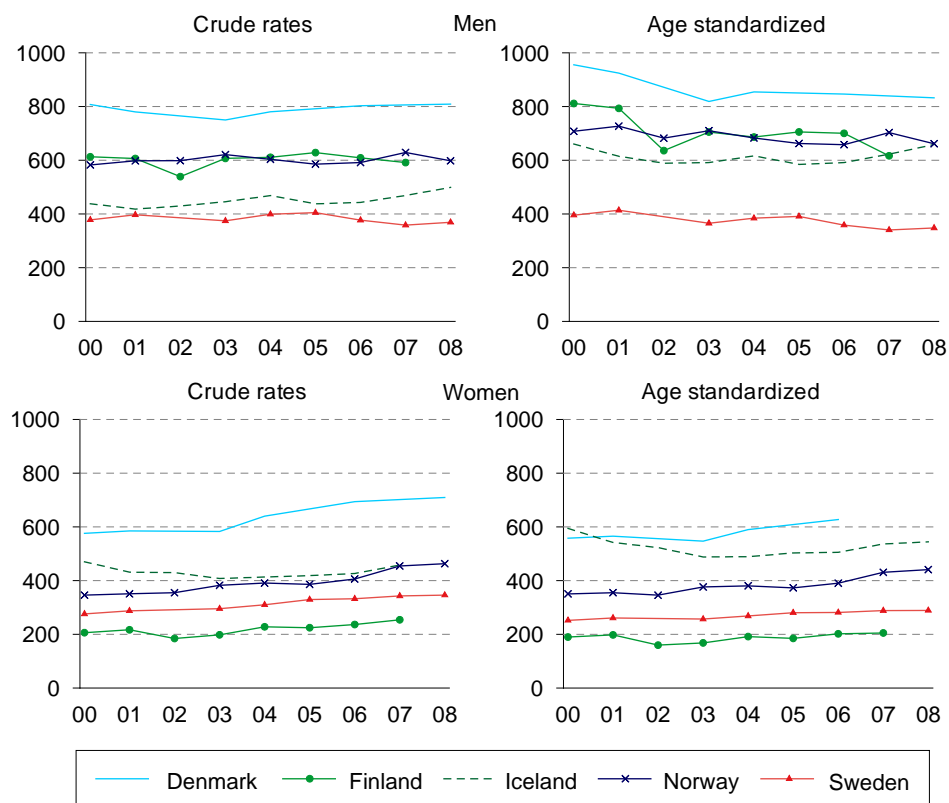 Crude rates Men Age standardized
1000 1000
800 800
600 600
400 400
200 200
0 0
00 01 02 03 04 05 06 07 08 00 01 02 03 04 05 06 07 08
Crude rates Women Age standardized
1000 1000
800 800
600 600
400 400
200 200
0 0
00 01 02 03 04 05 06 07 08 00 01 02 03 04 05 06 07 08
Denmark Finland Iceland Norway Sweden